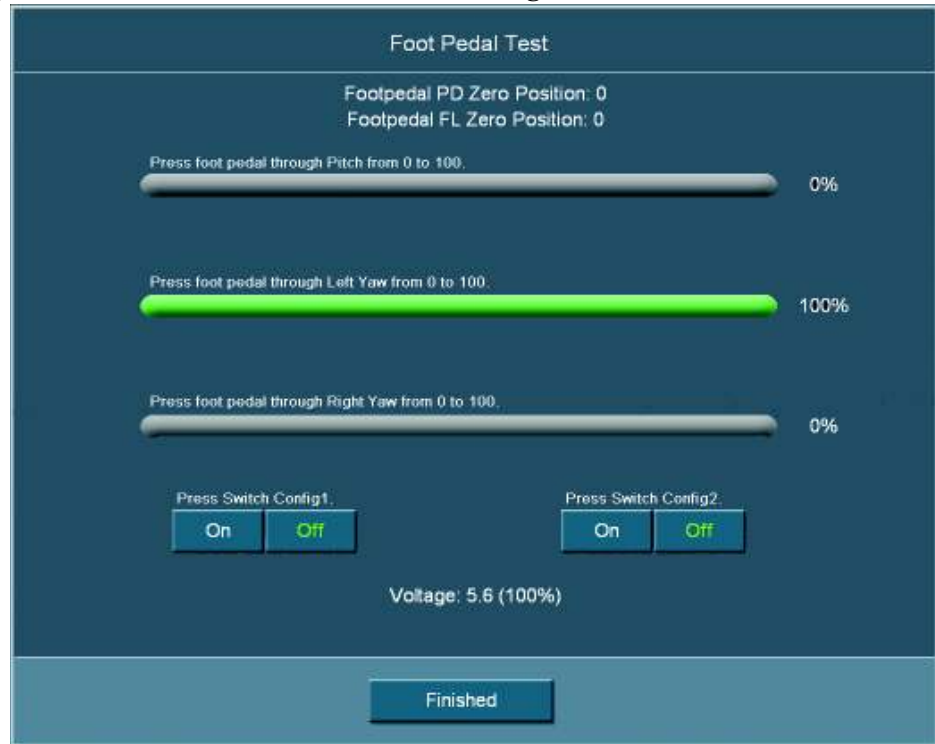 Foot Pedal Test
Footpedal PD Zero Position: 0
Footpedal FL Zero Position: 0
Press foot pedal through Pitch from 0 to 100.
0%
Press foot pedal through Left Yaw from 0 to 100.
100%
Press foot pedal through Right Yaw from 0 to 100.
0%
Press Switch Config1. Press Switch Config2.
On Off On Off
Voltage: 5.6 (100%)
Finished